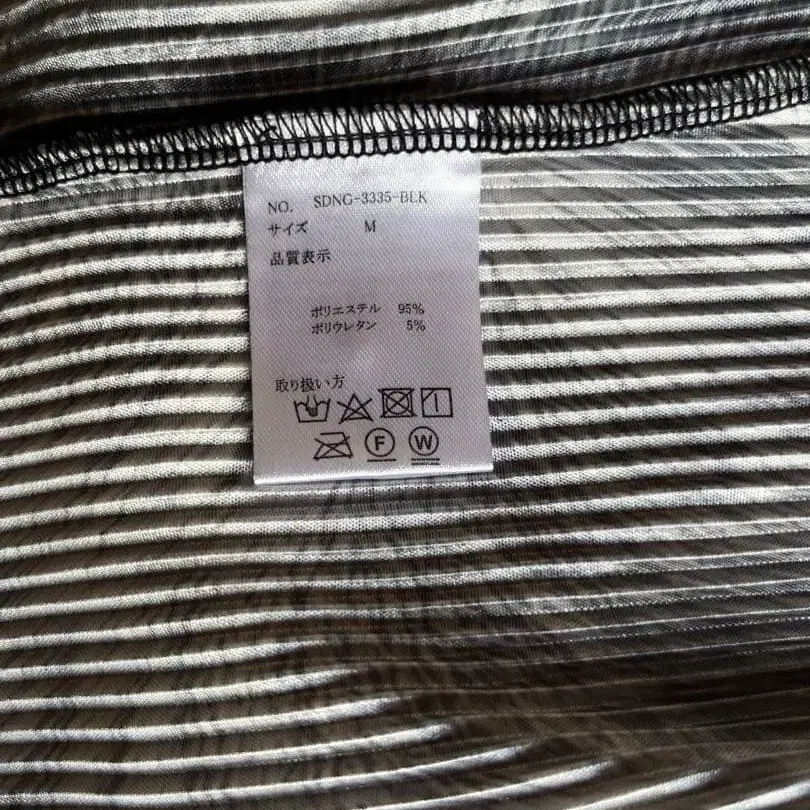 NO. SDNG-3335-BLK
サイズ M
品質表示
ポリエステル 95%
ポリウレタン 5%
取り扱い方
F W